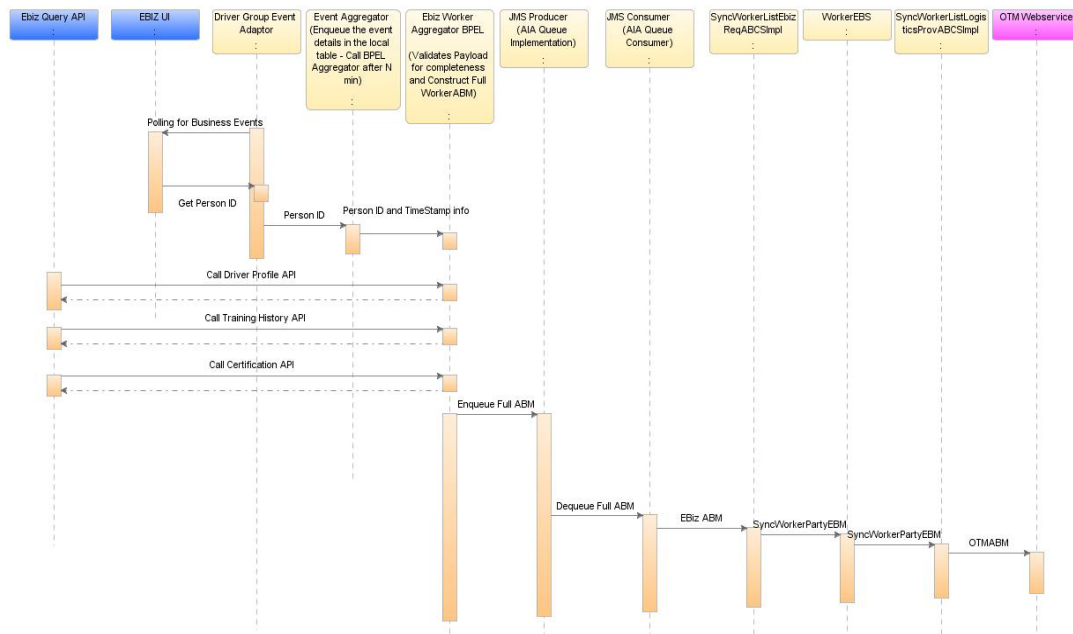 Ebiz Query API
:
EBIZ UI
:
Driver Group Event
Adaptor
:
Event Aggregator
(Enqueue the event
details in the local
table - Call BPEL
Aggregator after N
min)
:
Ebiz Worker
Aggregator BPEL
(Validates Payload
for completeness
and Construct Full
WorkerABM)
:
JMS Producer
(AIA Queue
Implementation)
:
JMS Consumer
(AIA Queue
Consumer)
:
SyncWorkerListEbiz
ReqABCSImpl
:
WorkerEBS
:
SyncWorkerListLogis
ticsProvABCSImpl
:
OTM Webservice
:
Polling for Business Events
Get Person ID
Person ID
Person ID and TimeStamp info
Call Driver Profile API
Call Training History API
Call Certification API
Enqueue Full ABM
Dequeue Full ABM
EBiz ABM
SyncWorkerPartyEBM
SyncWorkerPartyEBM
OTMABM